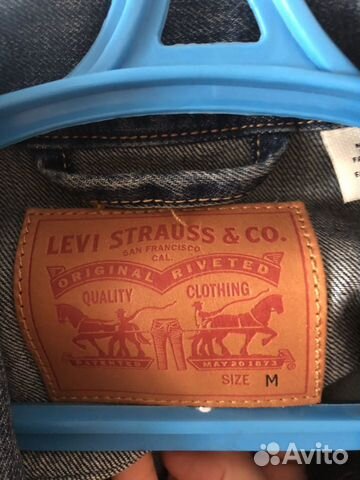 LEVI STRAUSS & CO.
SAN FRANCISCO
CAL.
ORIGINAL RIVETED
QUALITY CLOTHING
PATENTED MAY 20 1873
SIZE M
Avito